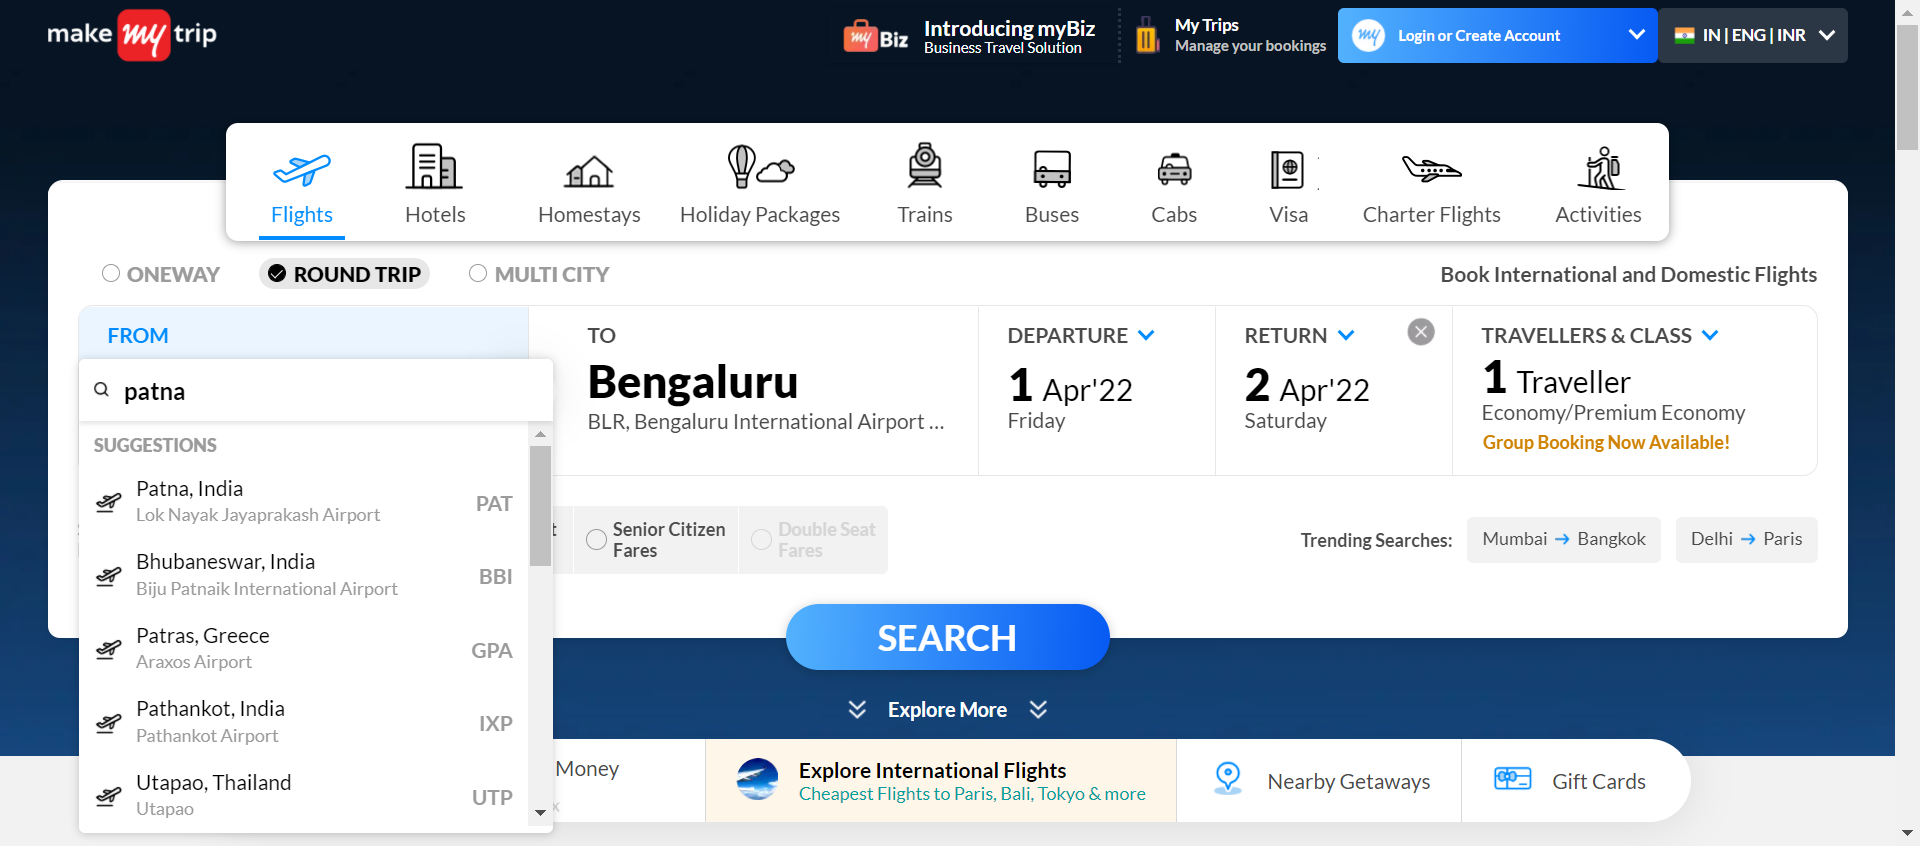 make my trip
my Biz
Introducing myBiz
Business Travel Solution
My Trips
Manage your bookings
my
Login or Create Account
IN | ENG | INR
Flights
Hotels
Homestays
Holiday Packages
Trains
Buses
Cabs
Visa
Charter Flights
Activities
ONEWAY
ROUND TRIP
MULTI CITY
Book International and Domestic Flights
FROM
patna
SUGGESTIONS
Patna, India
Lok Nayak Jayaprakash Airport
PAT
Bhubaneswar, India
Biju Patnaik International Airport
BBI
Patras, Greece
Araxos Airport
GPA
Pathankot, India
Pathankot Airport
IXP
Utapao, Thailand
Utapao
UTP
TO
Bengaluru
BLR, Bengaluru International Airport ...
DEPARTURE
1 Apr'22
Friday
RETURN
2 Apr'22
Saturday
TRAVELLERS & CLASS
1 Traveller
Economy/Premium Economy
Group Booking Now Available!
Senior Citizen
Fares
Double Seat
Fares
Trending Searches:
Mumbai → Bangkok
Delhi → Paris
SEARCH
Explore More
Money
Explore International Flights
Cheapest Flights to Paris, Bali, Tokyo & more
Nearby Getaways
Gift Cards